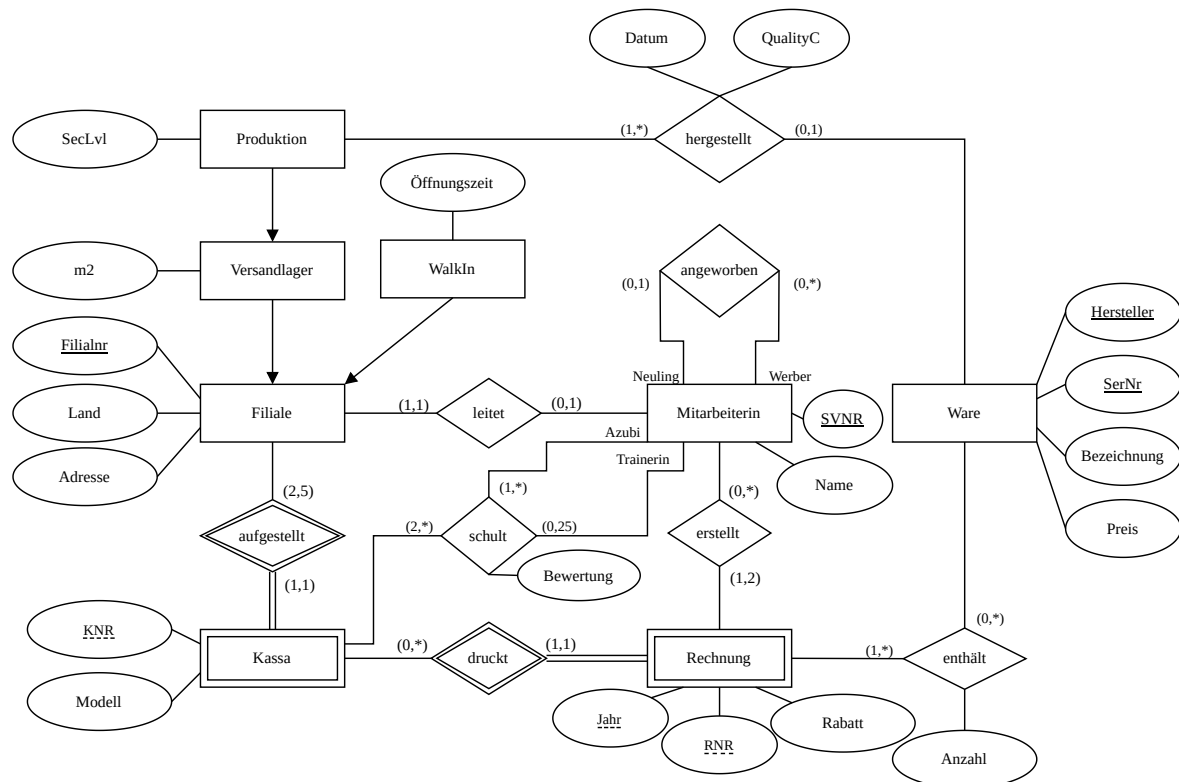 Datum
QualityC
SecLvl
Produktion
(1,*)
hergestellt
(0,1)
Öffnungszeit
m2
Versandlager
WalkIn
(0,1)
angeworben
(0,*)
Hersteller
Filialnr
Neuling
Werber
SerNr
Land
Filiale
(1,1)
leitet
(0,1)
Mitarbeiterin
SVNR
Ware
Azubi
Trainerin
Bezeichnung
Adresse
Name
(2,5)
(1,*)
(0,*)
aufgestellt
(2,*)
schult
(0,25)
erstellt
Preis
(1,1)
Bewertung
(1,2)
KNR
(0,*)
Kassa
(0,*)
druckt
(1,1)
Rechnung
(1,*)
enthält
Modell
Jahr
RNR
Rabatt
Anzahl